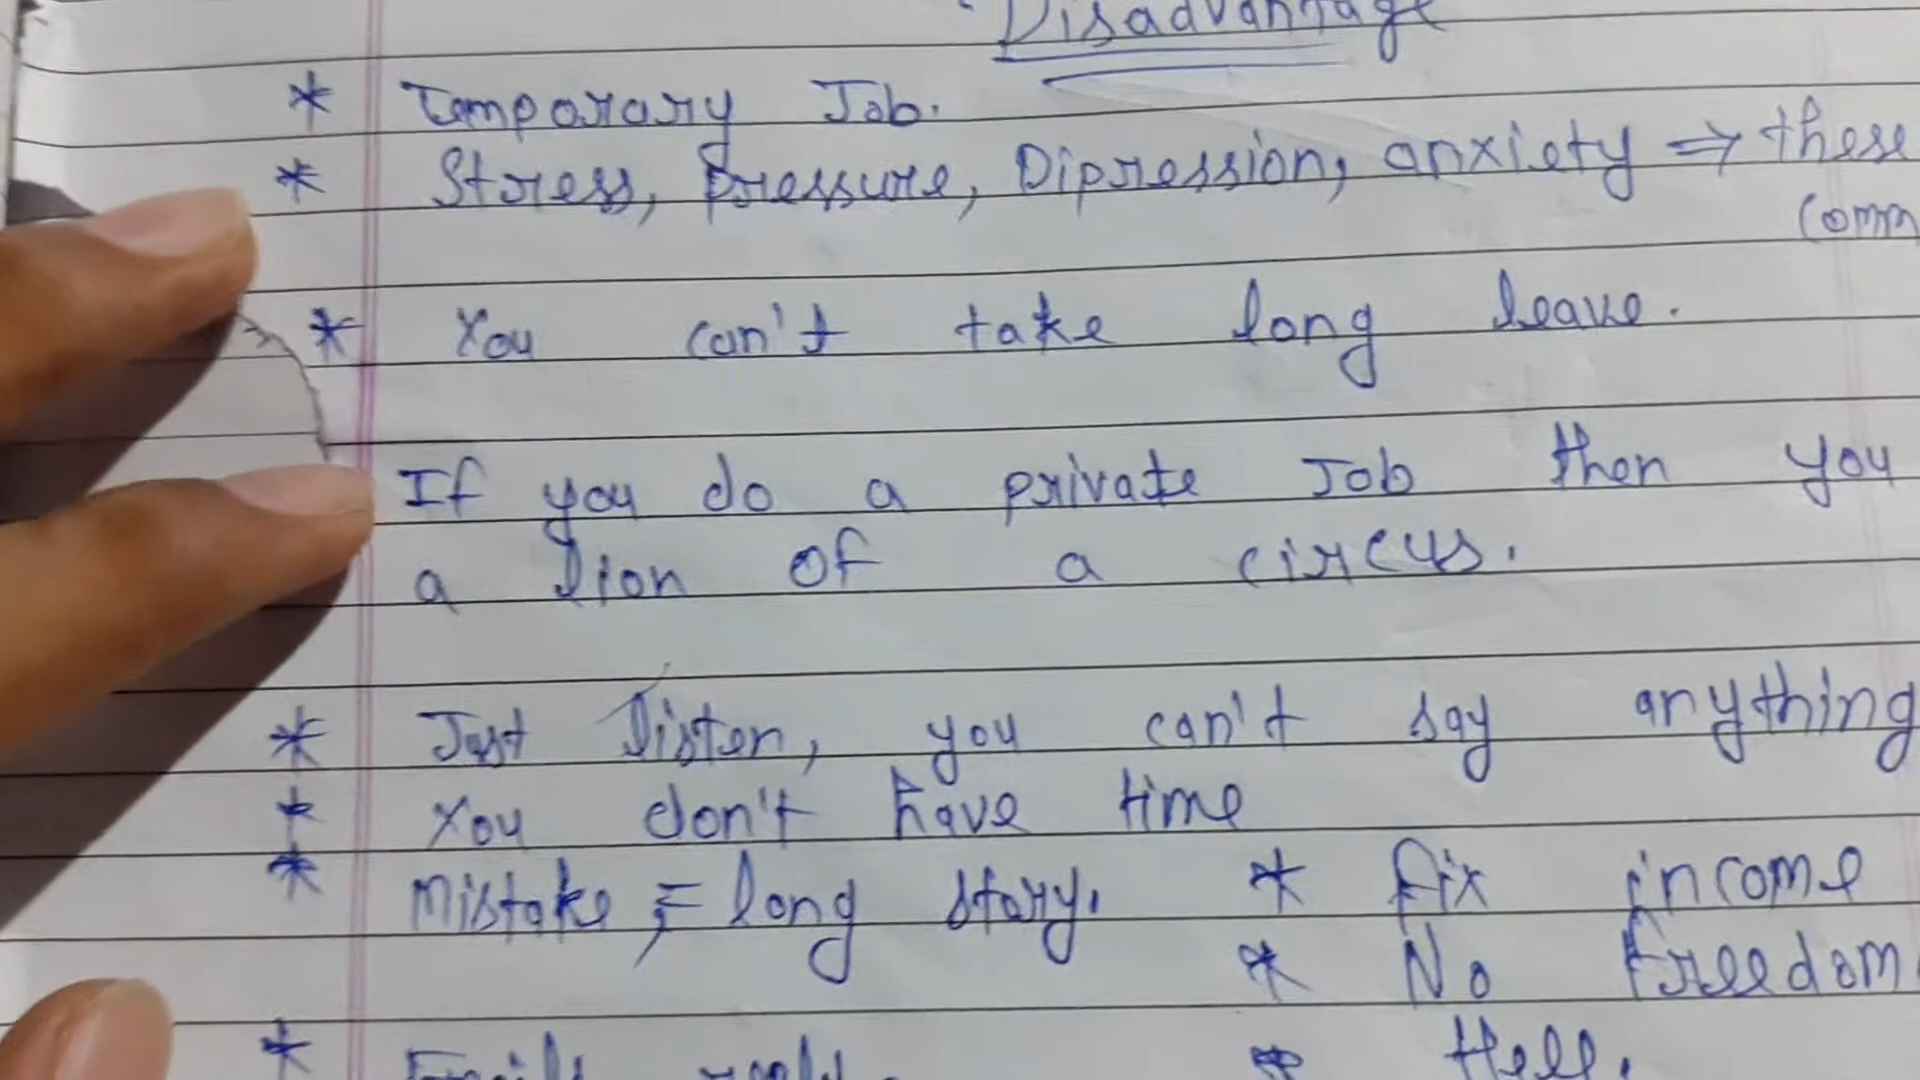 Disadvantage
* Temporary Job.
* Stress, Pressure, Dipression, anxiety ⇒ these
(omm
* You can't take long leave.
If you do a private Job then you
a lion of a circus.
* Just listen, you can't say anything
* You don't have time
* Mistake = long story. * fix income
* No freedom
* * Hell.